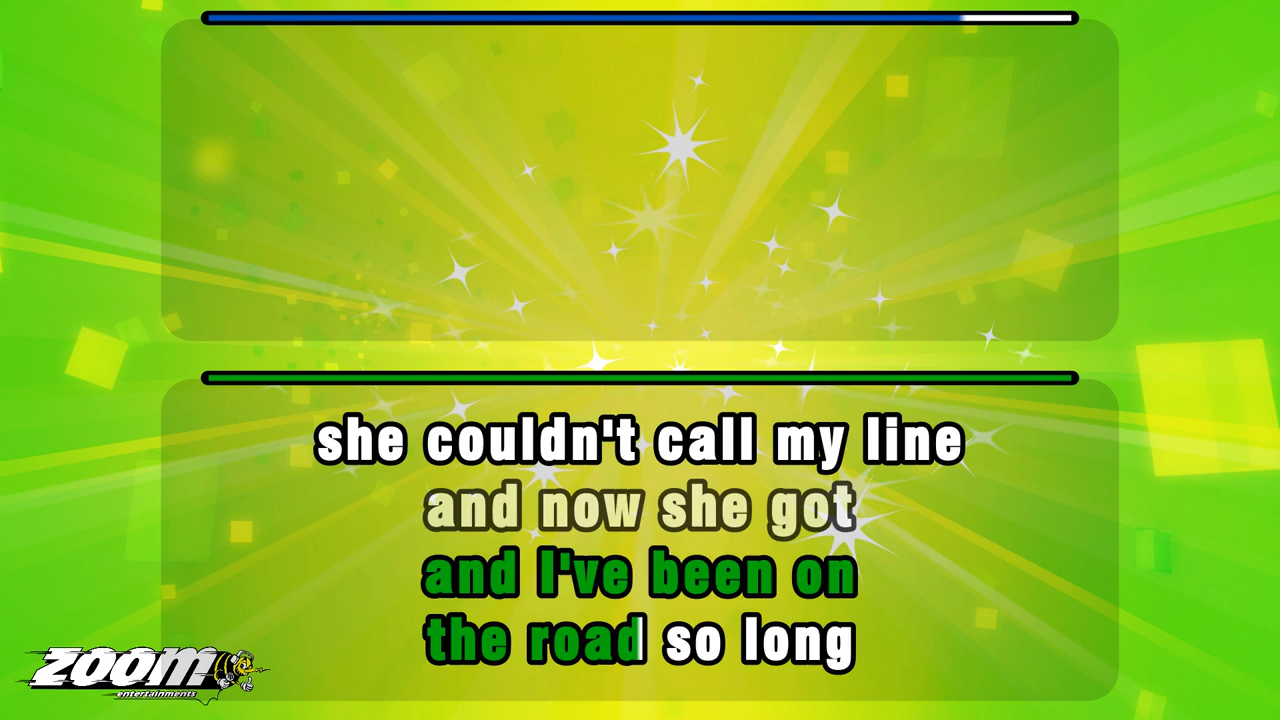 she couldn't call my line
and now she got
and I've been on
the road so long
ZOOM
entertainments